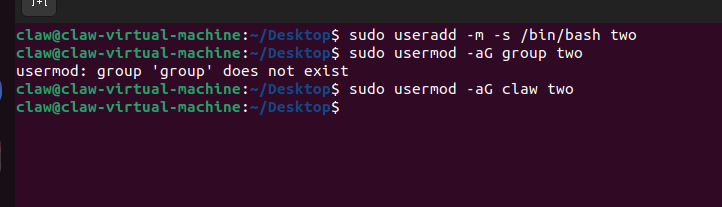 ]+[
claw@claw-virtual-machine:~/Desktop$ sudo useradd -m -s /bin/bash two
claw@claw-virtual-machine:~/Desktop$ sudo usermod -aG group two
usermod: group 'group' does not exist
claw@claw-virtual-machine:~/Desktop$ sudo usermod -aG claw two
claw@claw-virtual-machine:~/Desktop$